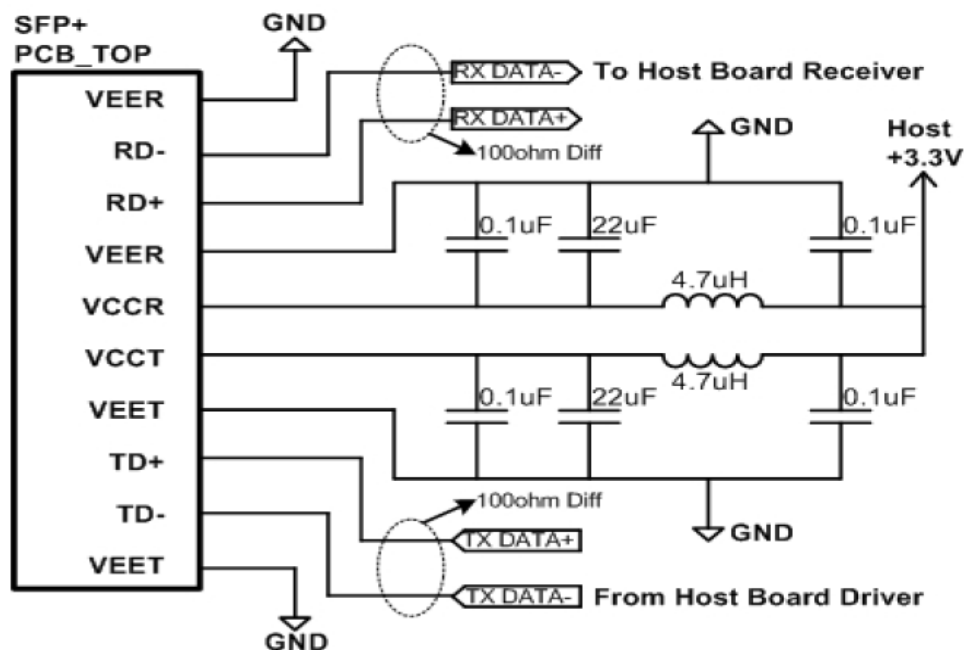 SFP+
PCB_TOP
GND
VEER
RX DATA-
To Host Board Receiver
RD-
RX DATA+
100ohm Diff
GND
Host
+3.3V
RD+
0.1uF
22uF
0.1uF
VEER
4.7uH
VCCR
VCCT
4.7uH
0.1uF
22uF
0.1uF
VEET
TD+
100ohm Diff
TD-
TX DATA+
GND
VEET
TX DATA-
From Host Board Driver
GND